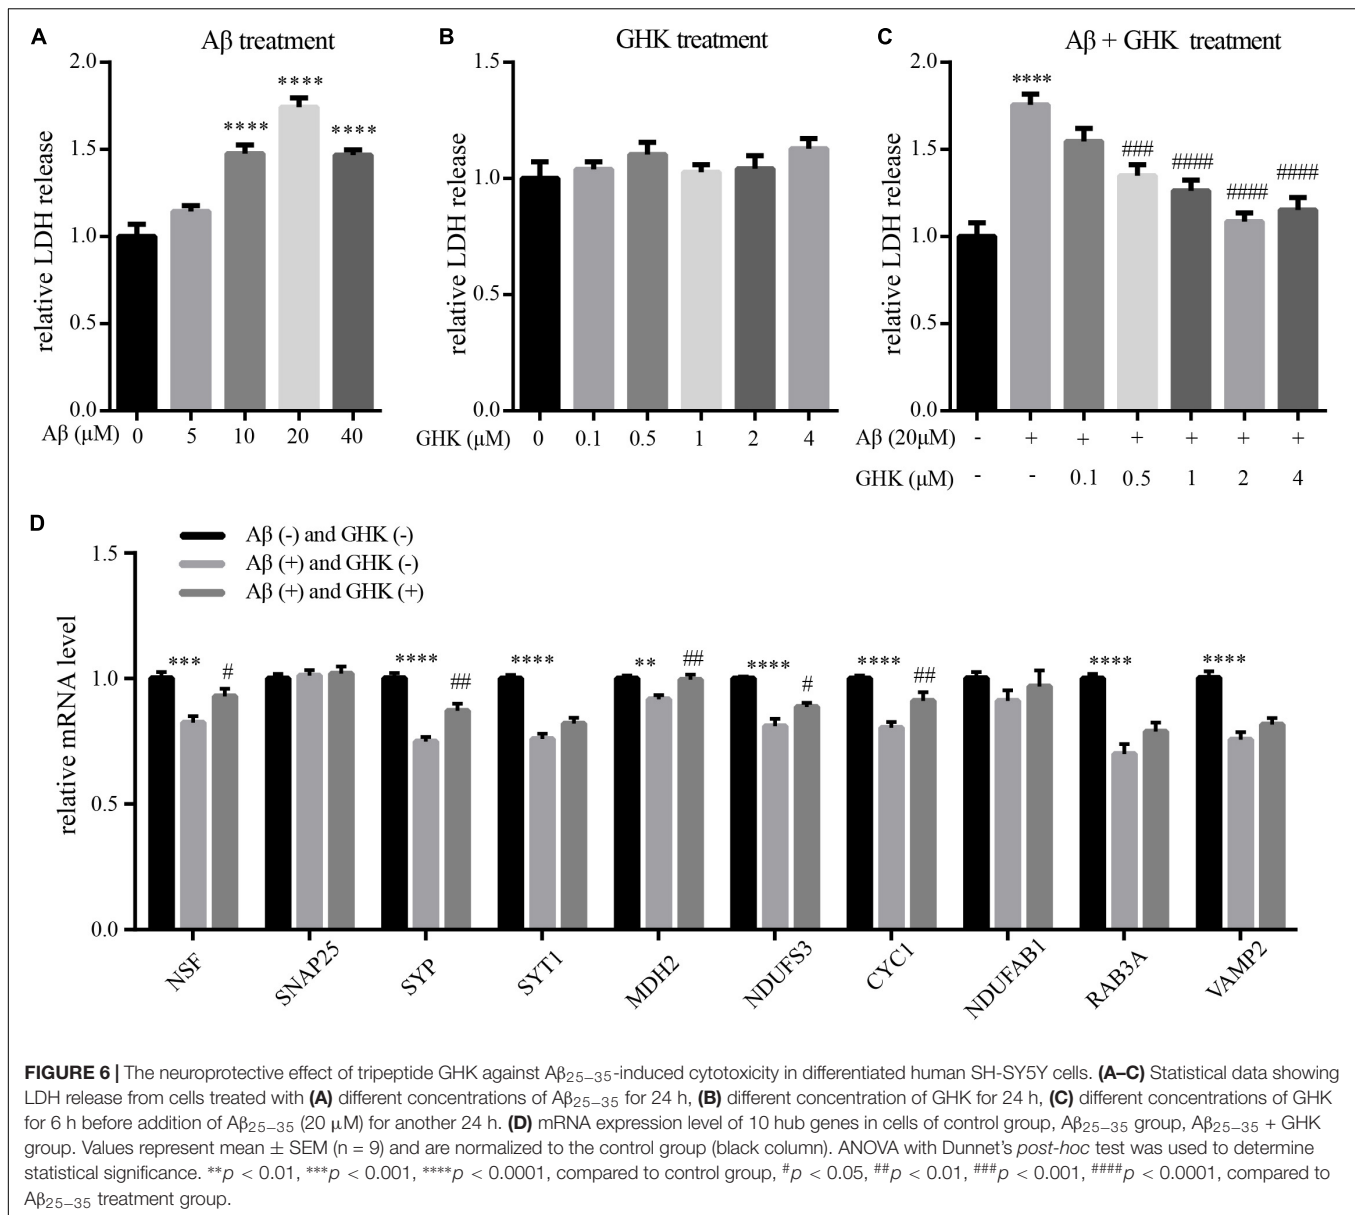 A
Aβ treatment
2.0
1.5
1.0
0.5
0.0
relative LDH release
****
****
****
Aβ (μM) 0 5 10 20 40
B
GHK treatment
1.5
1.0
0.5
0.0
relative LDH release
GHK (μM) 0 0.1 0.5 1 2 4
C
Aβ + GHK treatment
2.0
1.5
1.0
0.5
0.0
relative LDH release
****
###
####
####
####
Aβ (20μM) - + + + + + +
GHK (μM) - - 0.1 0.5 1 2 4
D
Aβ (-) and GHK (-)
Aβ (+) and GHK (-)
Aβ (+) and GHK (+)
1.5
1.0
0.5
0.0
relative mRNA level
*** # **** ## **** ** ## **** # **** ## **** ****
NSF SNAP25 SYP SYT1 MDH2 NDUFS3 CYC1 NDUFAB1 RAB3A VAMP2
FIGURE 6 | The neuroprotective effect of tripeptide GHK against Aβ25–35-induced cytotoxicity in differentiated human SH-SY5Y cells. (A–C) Statistical data showing
LDH release from cells treated with (A) different concentrations of Aβ25–35 for 24 h, (B) different concentration of GHK for 24 h, (C) different concentrations of GHK
for 6 h before addition of Aβ25–35 (20 μM) for another 24 h. (D) mRNA expression level of 10 hub genes in cells of control group, Aβ25–35 group, Aβ25–35 + GHK
group. Values represent mean ± SEM (n = 9) and are normalized to the control group (black column). ANOVA with Dunnet's post-hoc test was used to determine
statistical significance. **p < 0.01, ***p < 0.001, ****p < 0.0001, compared to control group, #p < 0.05, ##p < 0.01, ###p < 0.001, ####p < 0.0001, compared to
Aβ25–35 treatment group.